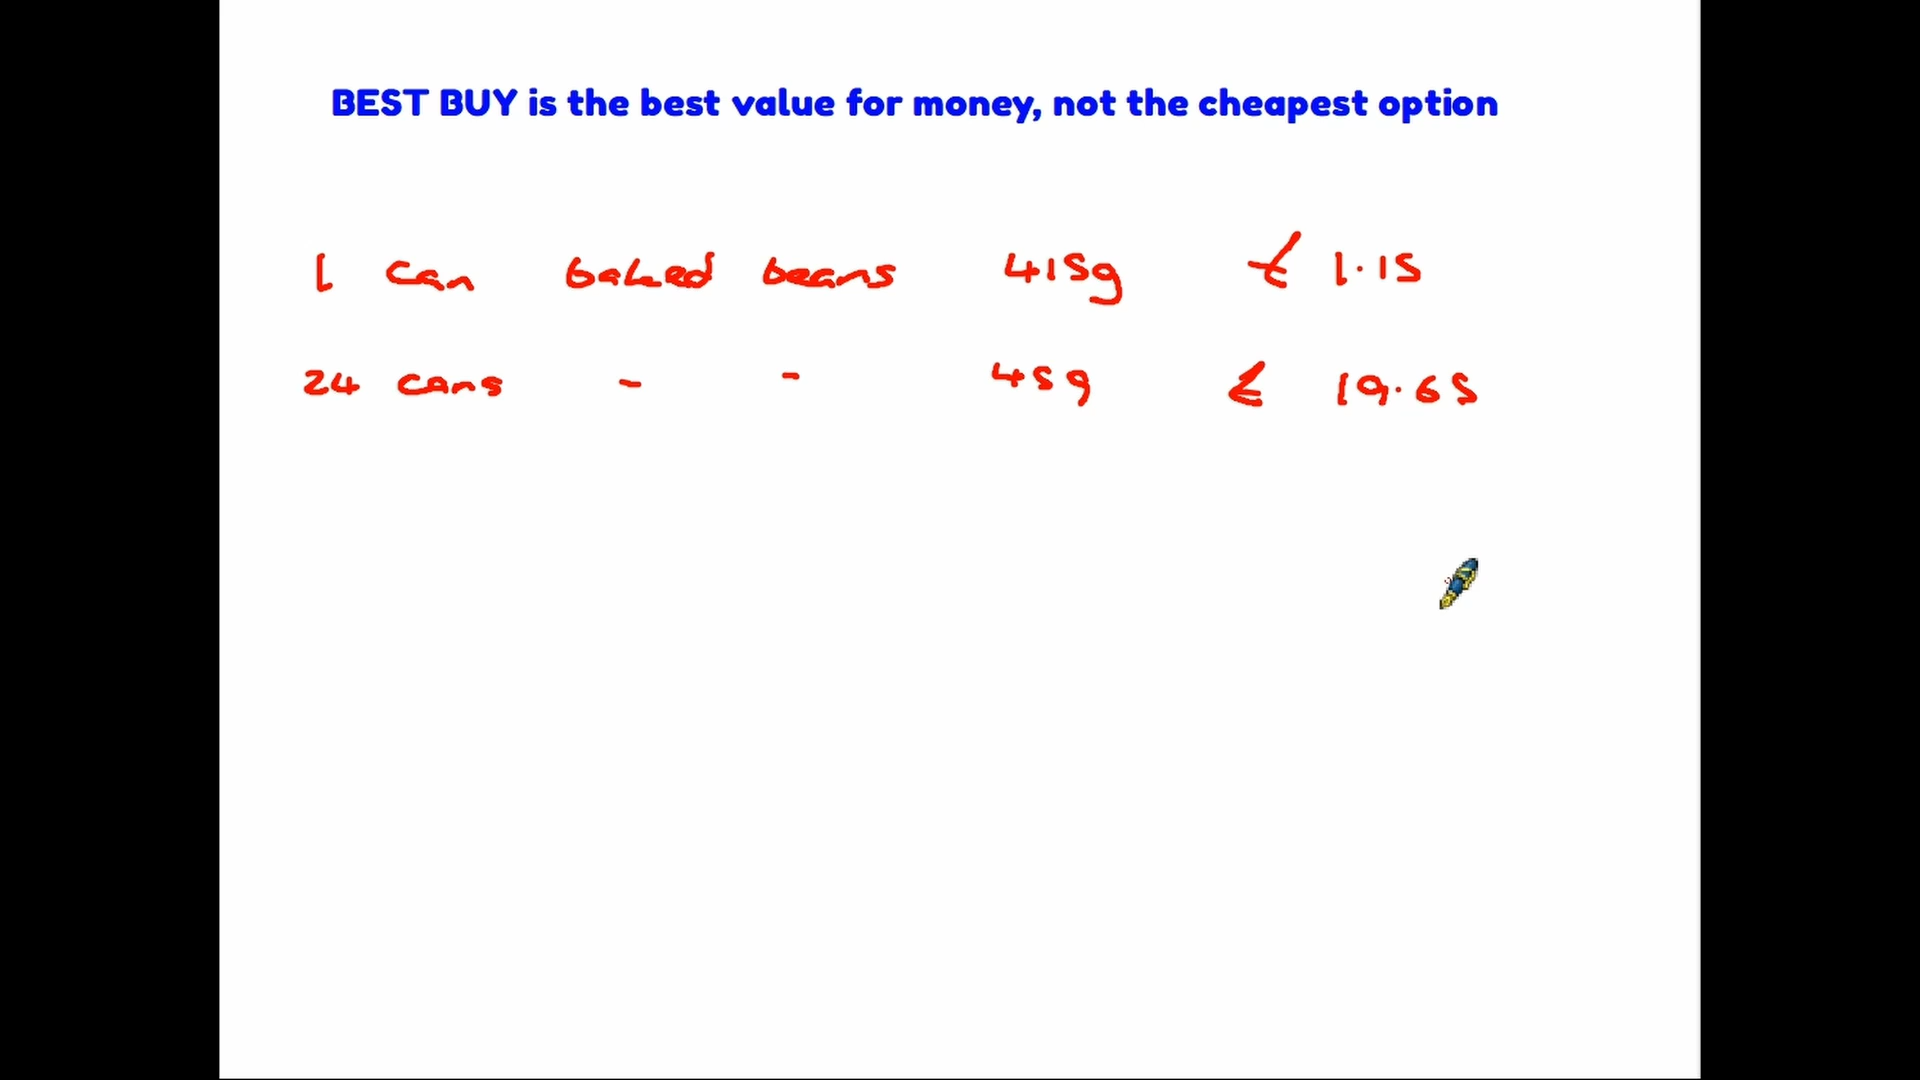 BEST BUY is the best value for money, not the cheapest option
1 can baked beans 415g £ 1.15
24 cans - - 45g £ 19.65